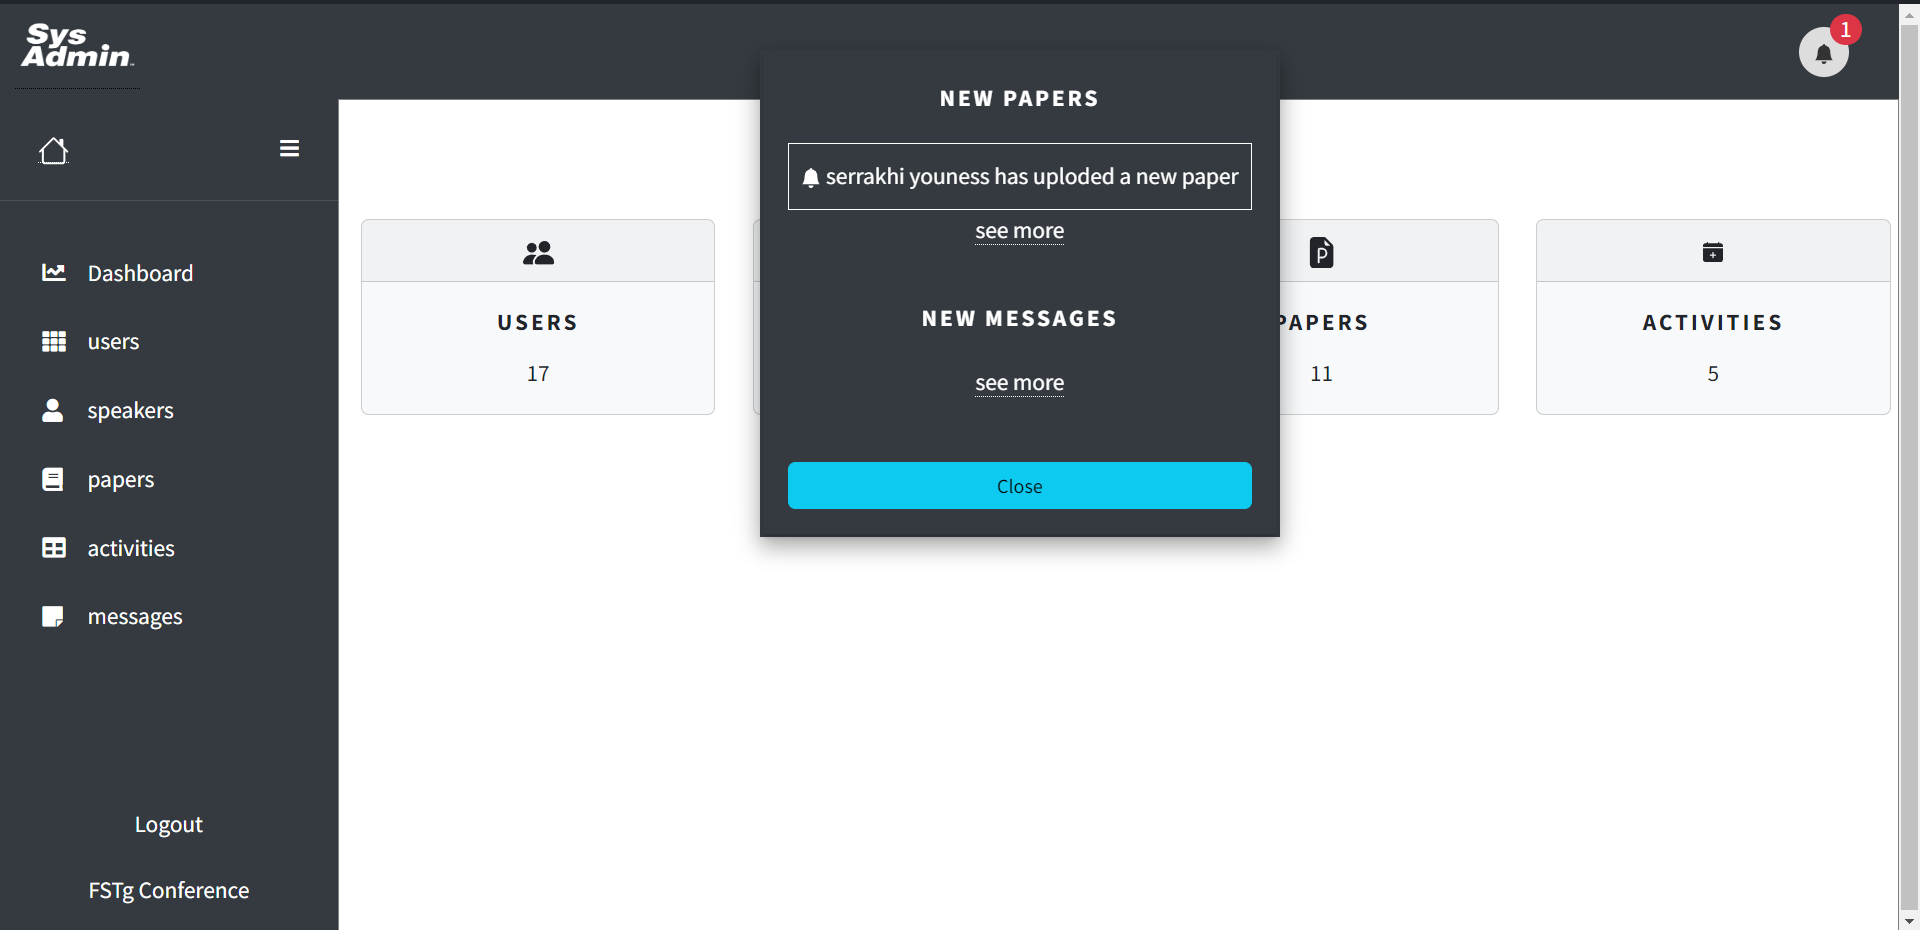 Sys
Admin
1
NEW PAPERS
serrakhi youness has uploded a new paper
see more
NEW MESSAGES
see more
Close
Dashboard
users
speakers
papers
activities
messages
Logout
FSTg Conference
USERS
17
PAPERS
11
ACTIVITIES
5